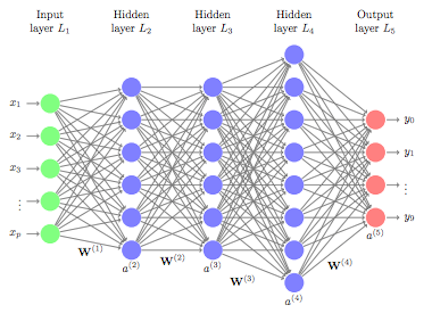 Input layer L₁
Hidden layer L₂
Hidden layer L₃
Hidden layer L₄
Output layer L₅
x₁
x₂
x₃
⋮
xₚ
W⁽¹⁾
a⁽²⁾
W⁽²⁾
a⁽³⁾
W⁽³⁾
a⁽⁴⁾
W⁽⁴⁾
a⁽⁵⁾
y₀
y₁
⋮
y₉